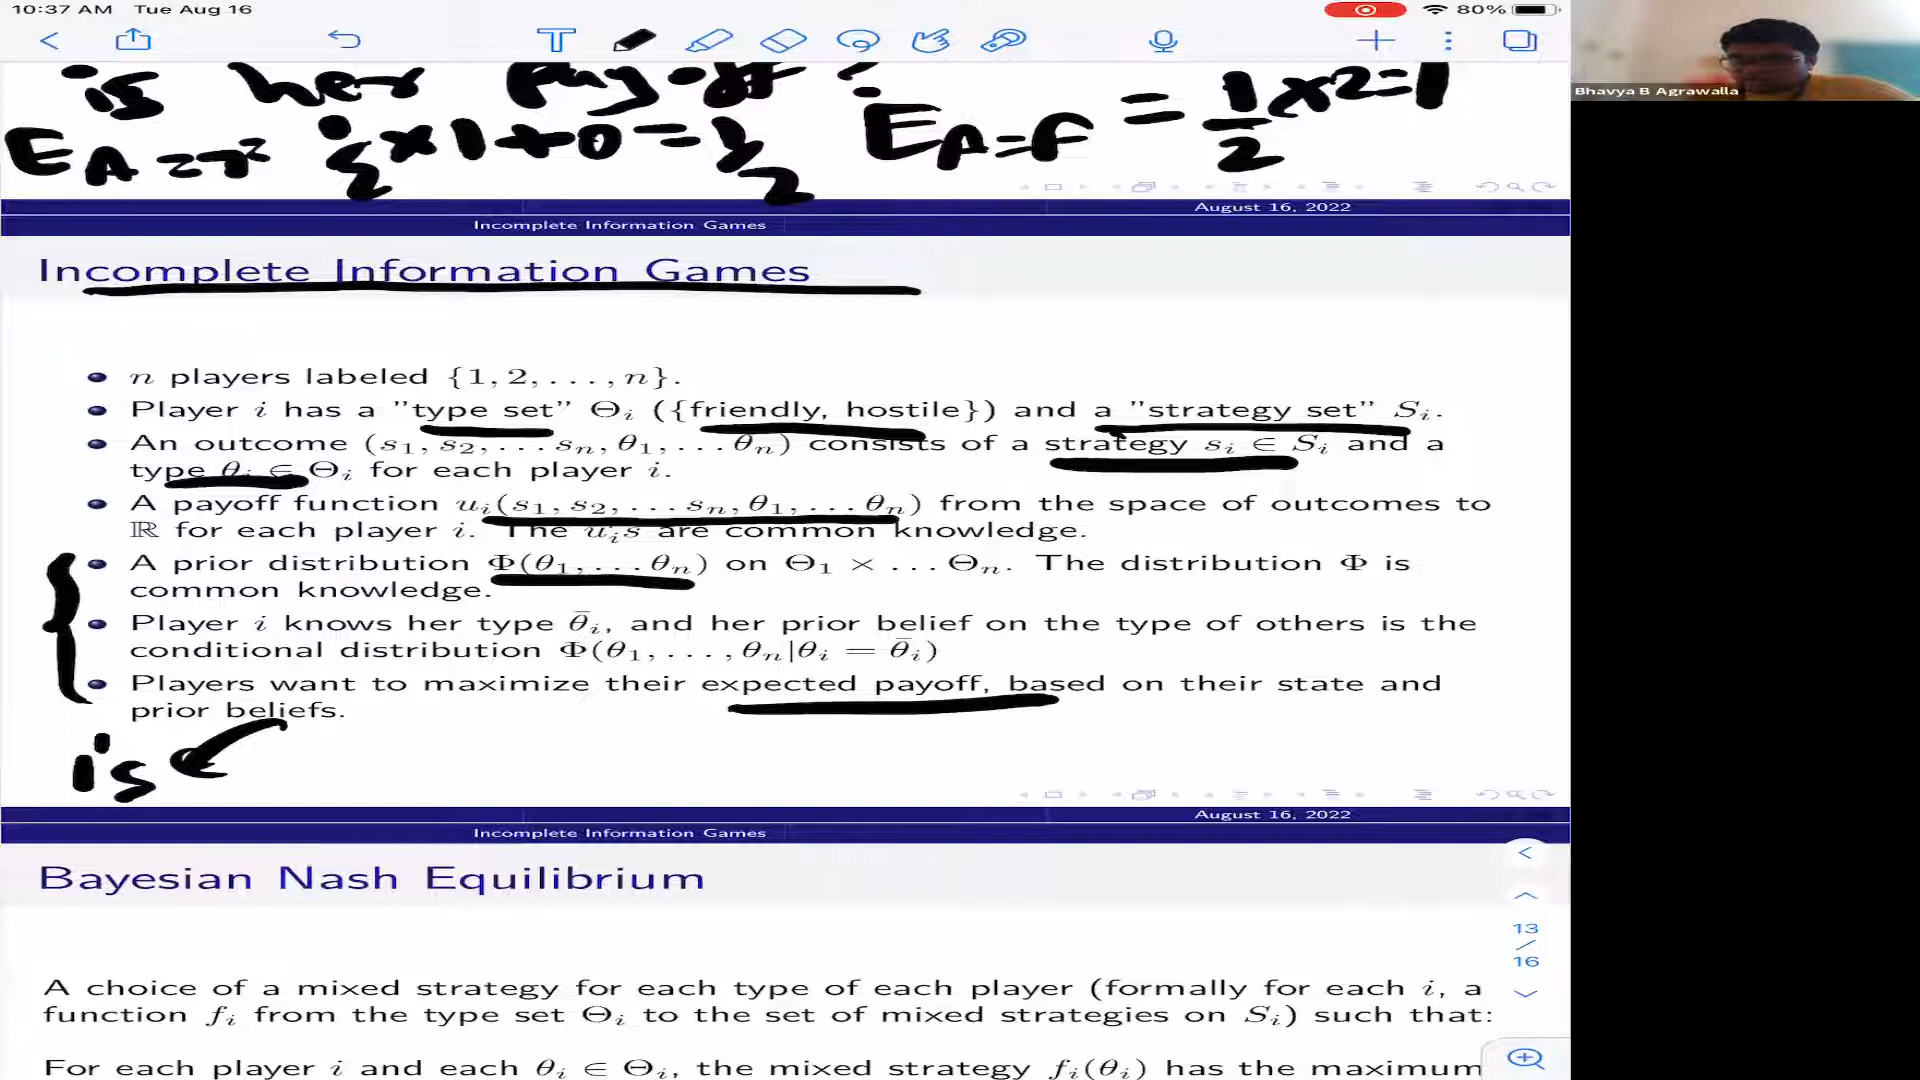 10:37 AM Tue Aug 16
80%
Bhavya B Agrawalla
is her payoff?
E_A=π² ½×1+0=½ E_A=F = ½×2=1
August 16, 2022
Incomplete Information Games
Incomplete Information Games
n players labeled {1, 2, . . . , n}.
Player i has a "type set" Θ_i ({friendly, hostile}) and a "strategy set" S_i.
An outcome (s_1, s_2, . . . s_n, θ_1, . . . θ_n) consists of a strategy s_i ∈ S_i and a
type θ_i ∈ Θ_i for each player i.
A payoff function u_i(s_1, s_2, . . . s_n, θ_1, . . . θ_n) from the space of outcomes to
ℝ for each player i. The u_i's are common knowledge.
A prior distribution Φ(θ_1, . . . θ_n) on Θ_1 × . . . Θ_n. The distribution Φ is
common knowledge.
Player i knows her type θ̄_i, and her prior belief on the type of others is the
conditional distribution Φ(θ_1, . . . , θ_n|θ_i = θ̄_i)
Players want to maximize their expected payoff, based on their state and
prior beliefs.
i's
August 16, 2022
Incomplete Information Games
Bayesian Nash Equilibrium
13
/
16
A choice of a mixed strategy for each type of each player (formally for each i, a
function f_i from the type set Θ_i to the set of mixed strategies on S_i) such that:
For each player i and each θ_i ∈ Θ_i, the mixed strategy f_i(θ_i) has the maximum